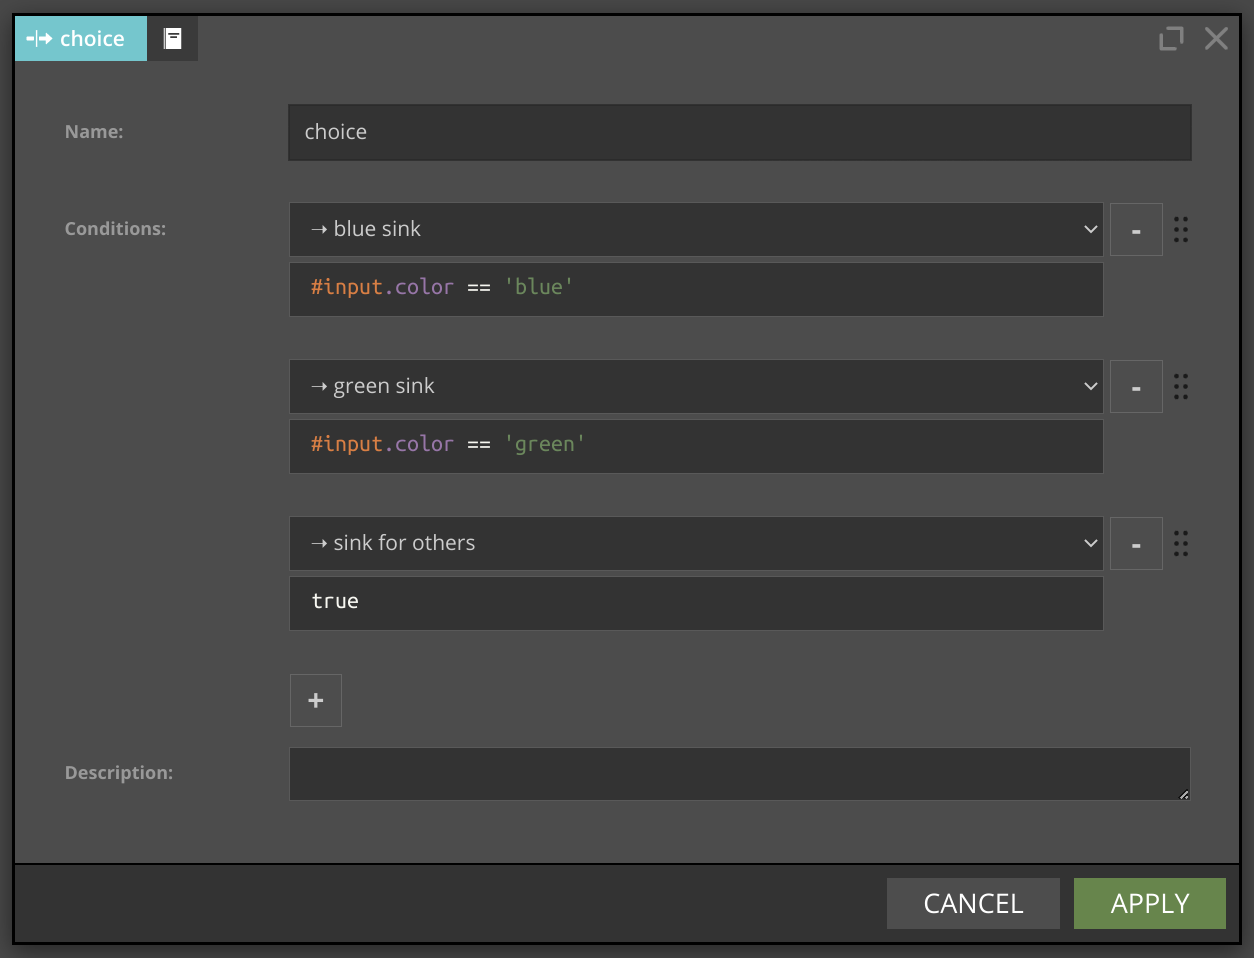 choice
Name:
choice
Conditions:
→ blue sink
-
#input.color == 'blue'
→ green sink
-
#input.color == 'green'
→ sink for others
-
true
+
Description:
CANCEL
APPLY